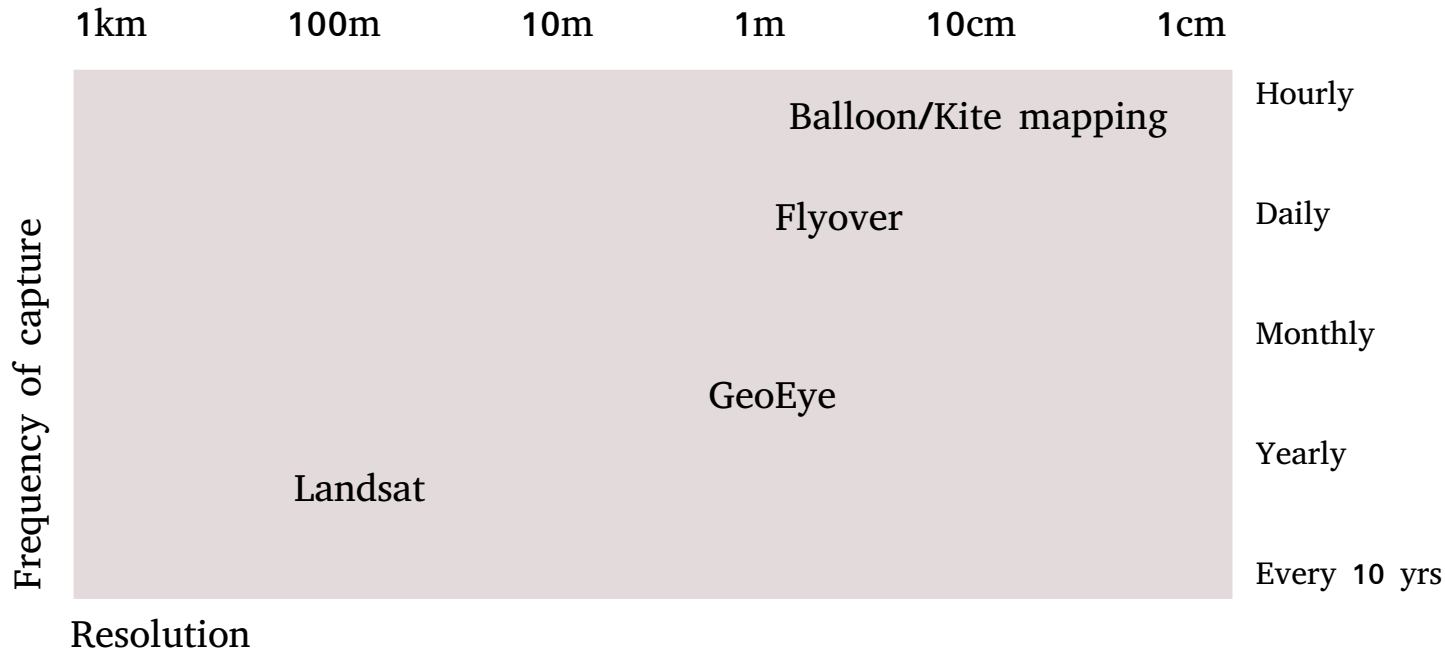 1km 100m 10m 1m 10cm 1cm
Hourly
Balloon/Kite mapping
Daily
Flyover
Frequency of capture
Monthly
GeoEye
Yearly
Landsat
Every 10 yrs
Resolution